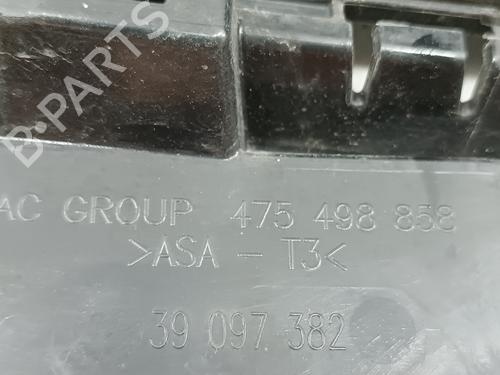 B-PARTS
AC GROUP 475 498 858
>ASA - T3<
39 097 382